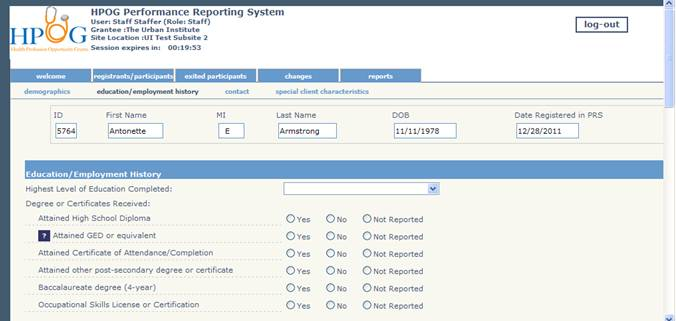 HPOG Performance Reporting System
User: Staff Staffer (Role: Staff)
Grantee :The Urban Institute
Site Location :UI Test Subsite 2
Session expires in: 00:19:53
log-out
HPOG
Health Profession Opportunity Grants
welcome registrants/participants exited participants changes reports
demographics education/employment history contact special client characteristics
ID First Name MI Last Name DOB Date Registered in PRS
5764 Antonette E Armstrong 11/11/1978 12/28/2011
Education/Employment History
Highest Level of Education Completed:
Degree or Certificates Received:
Attained High School Diploma Yes No Not Reported
? Attained GED or equivalent Yes No Not Reported
Attained Certificate of Attendance/Completion Yes No Not Reported
Attained other post-secondary degree or certificate Yes No Not Reported
Baccalaureate degree (4-year) Yes No Not Reported
Occupational Skills License or Certification Yes No Not Reported